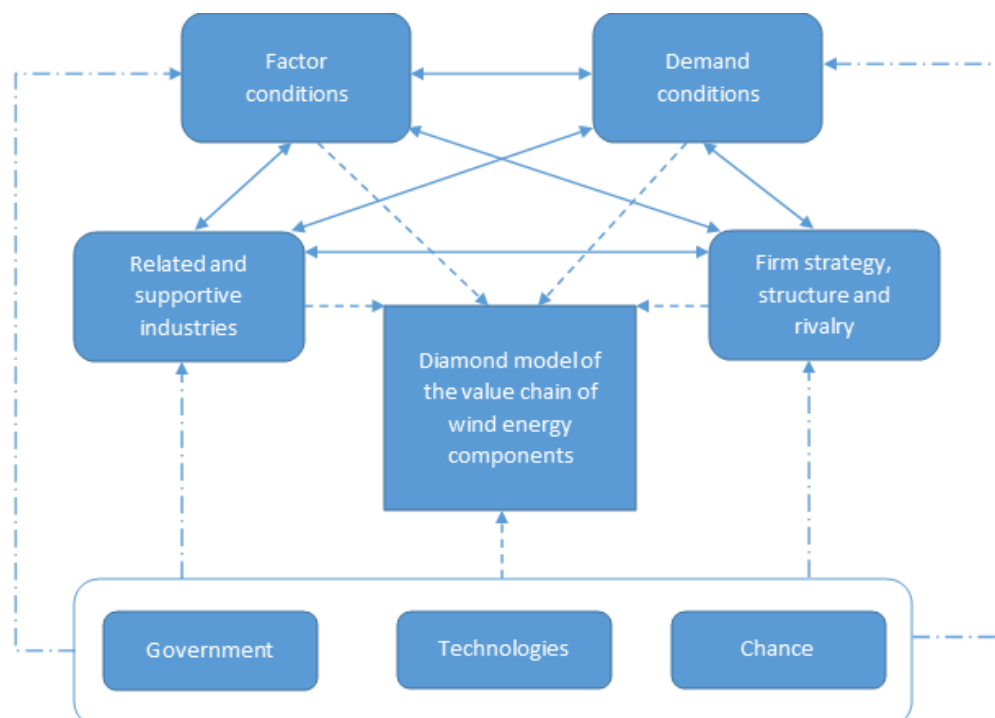 Factor
conditions
Demand
conditions
Related and
supportive
industries
Firm strategy,
structure and
rivalry
Diamond model of
the value chain of
wind energy
components
Government
Technologies
Chance